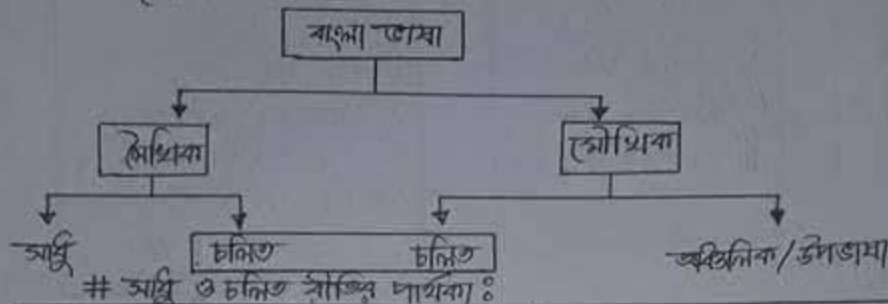 বাংলা ভাষা
লৈখিক মৌখিক
সাধু চলিত চলিত আঞ্চলিক/উপভাষা
# সাধু ও চলিত রীতির পার্থক্য: